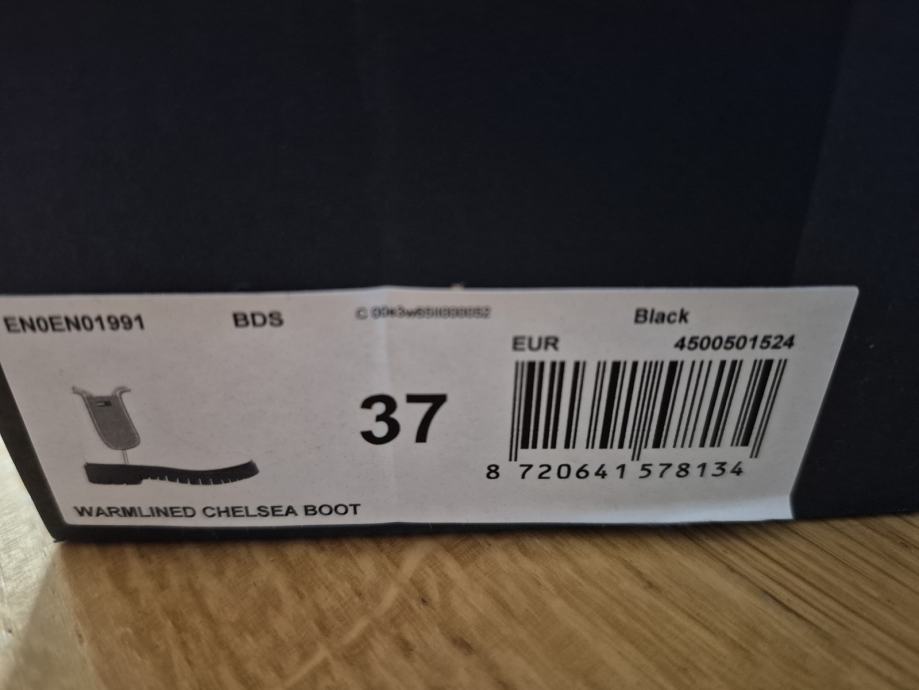 EN0EN01991 BDS Black
EUR 4500501524
37
8 720641 578134
WARMLINED CHELSEA BOOT